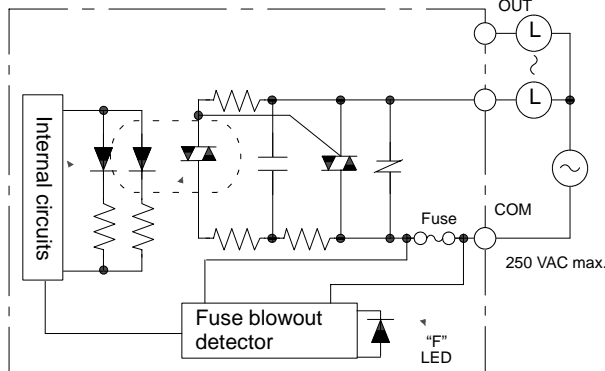 OUT
L
L
Internal circuits
Fuse
COM
250 VAC max.
Fuse blowout
detector
“F”
LED